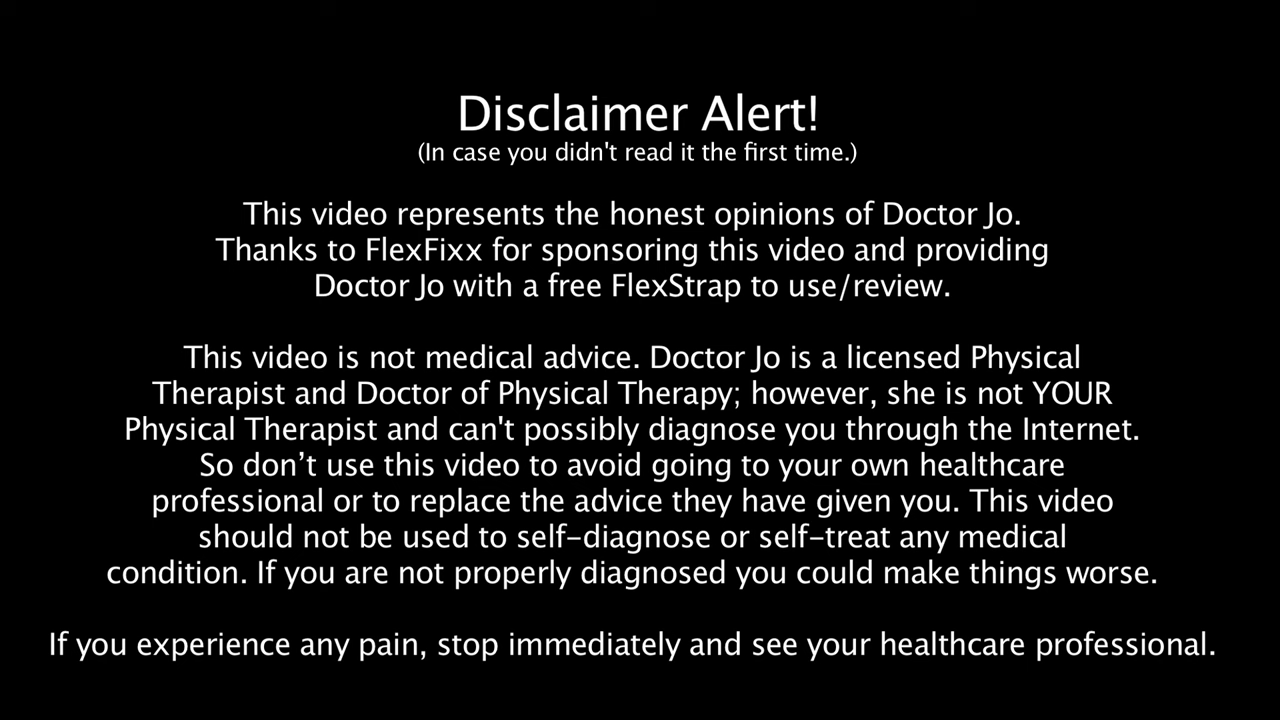 Disclaimer Alert!
(In case you didn't read it the first time.)
This video represents the honest opinions of Doctor Jo.
Thanks to FlexFixx for sponsoring this video and providing
Doctor Jo with a free FlexStrap to use/review.
This video is not medical advice. Doctor Jo is a licensed Physical
Therapist and Doctor of Physical Therapy; however, she is not YOUR
Physical Therapist and can't possibly diagnose you through the Internet.
So don’t use this video to avoid going to your own healthcare
professional or to replace the advice they have given you. This video
should not be used to self-diagnose or self-treat any medical
condition. If you are not properly diagnosed you could make things worse.
If you experience any pain, stop immediately and see your healthcare professional.